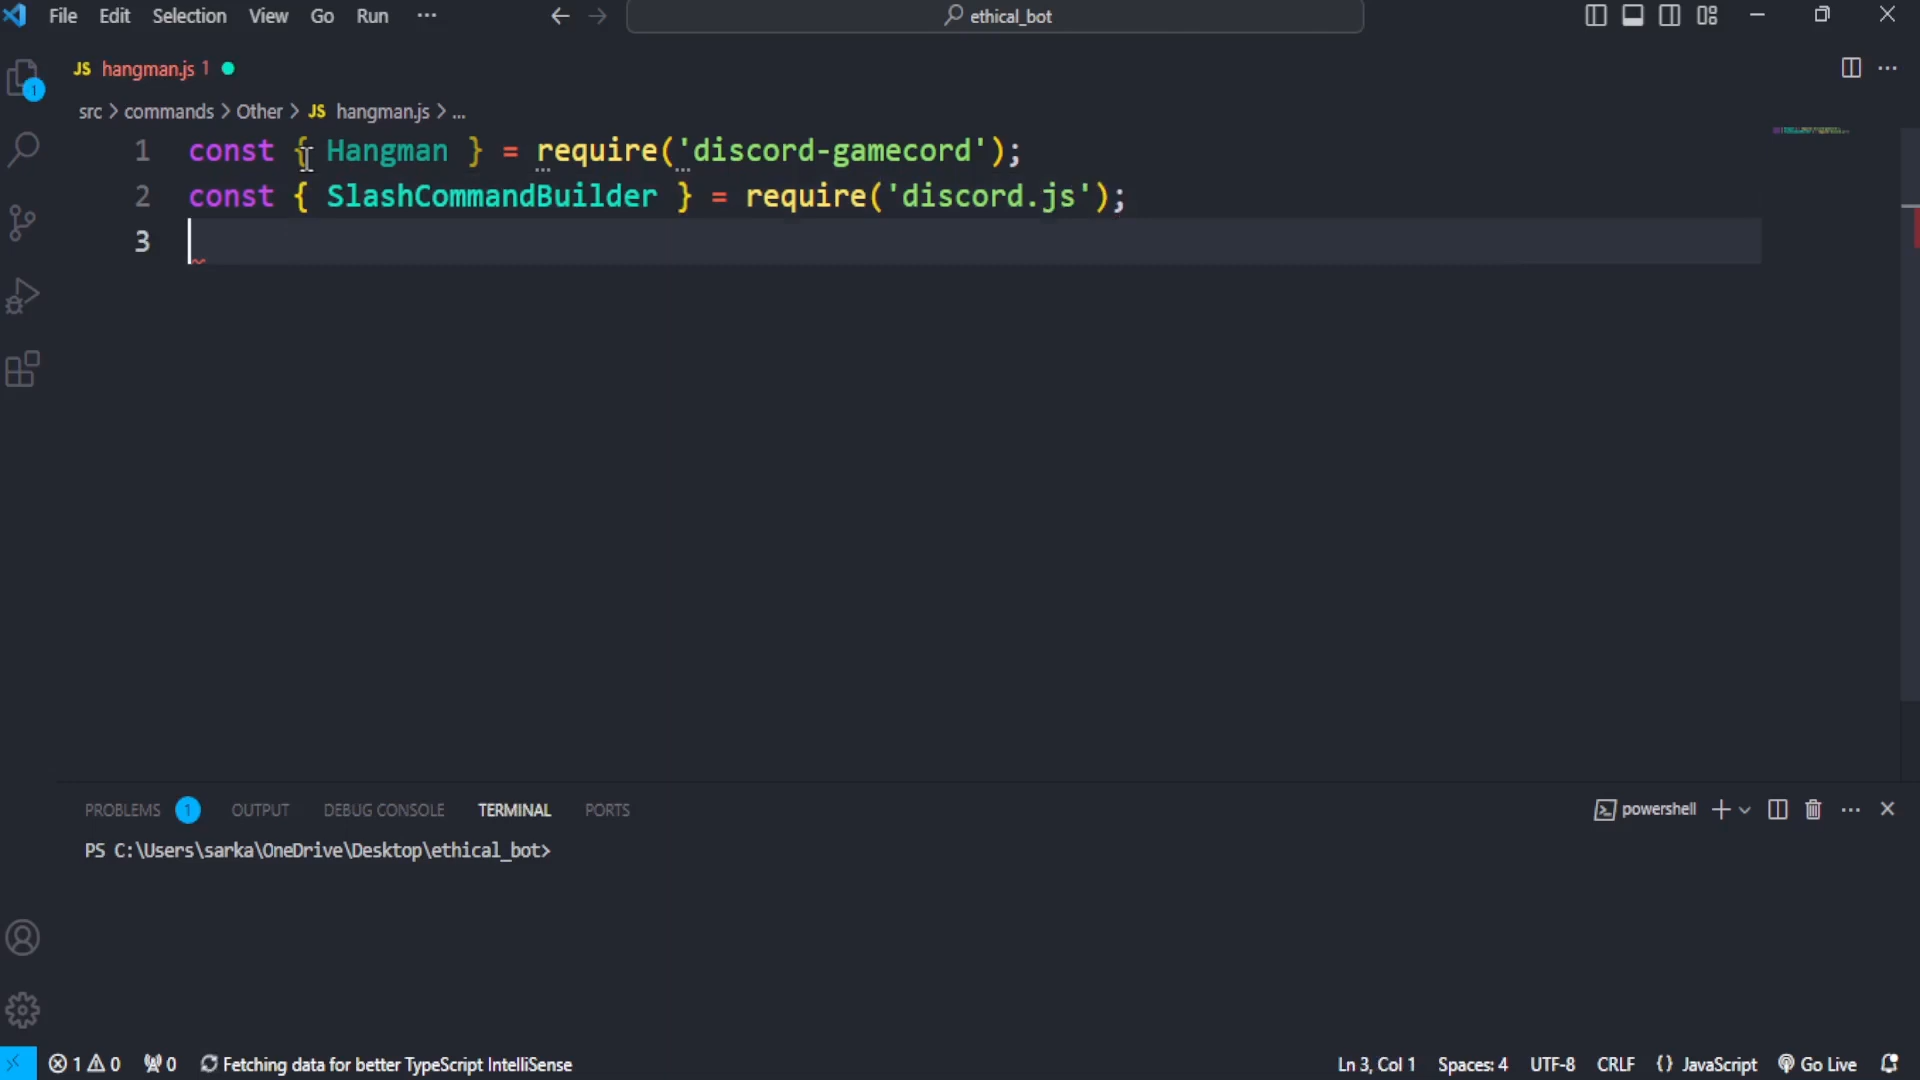 File Edit Selection View Go Run ···
ethical_bot
JS hangman.js 1
1
src > commands > Other > JS hangman.js > ...
1 const { Hangman } = require('discord-gamecord');
2 const { SlashCommandBuilder } = require('discord.js');
3
PROBLEMS 1 OUTPUT DEBUG CONSOLE TERMINAL PORTS
powershell
PS C:\Users\sarka\OneDrive\Desktop\ethical_bot>
1 0 0 Fetching data for better TypeScript IntelliSense
Ln 3, Col 1 Spaces: 4 UTF-8 CRLF {} JavaScript Go Live